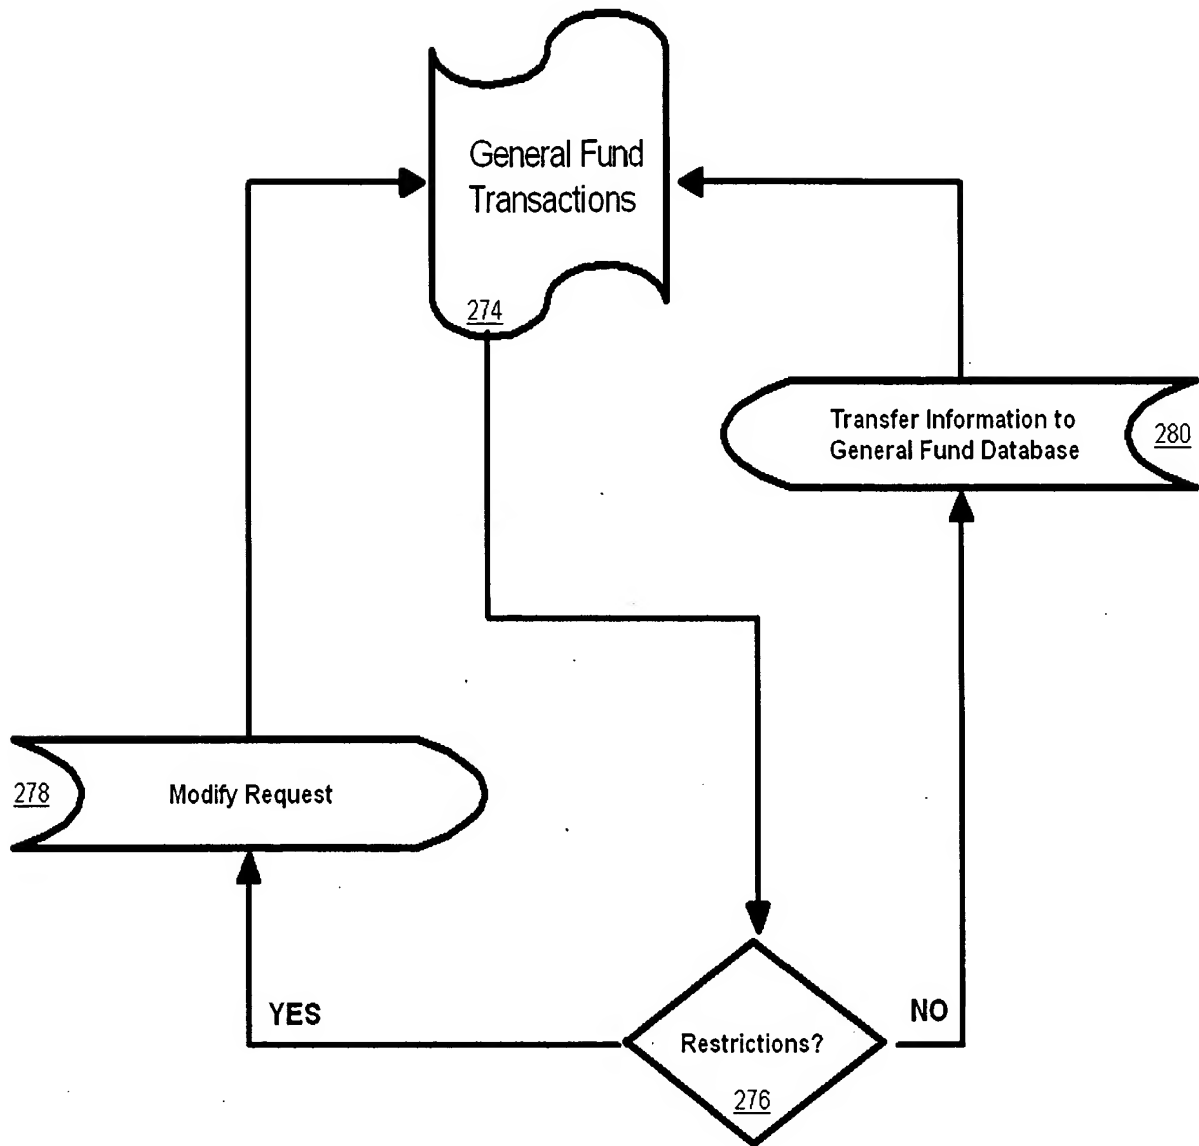 General Fund
Transactions
274
Transfer Information to
General Fund Database
280
278
Modify Request
YES
NO
Restrictions?
276